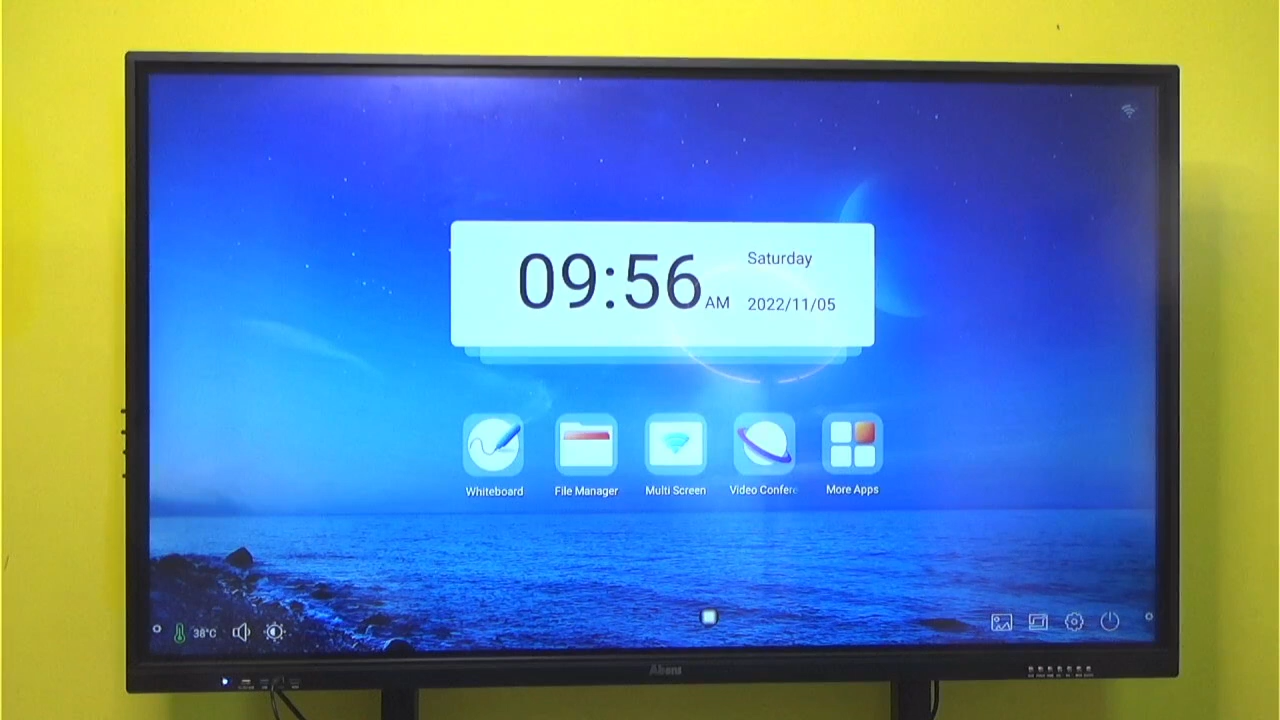 09:56 AM
Saturday
2022/11/05
Whiteboard
File Manager
Multi Screen
Video Confere
More Apps
38°C